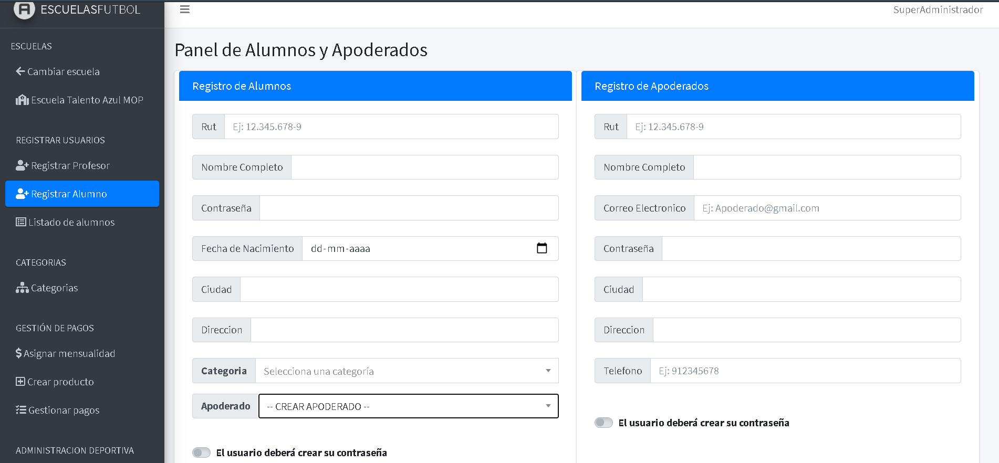 ESCUELASFUTBOL
SuperAdministrador
ESCUELAS
Cambiar escuela
Escuela Talento Azul MOP
REGISTRAR USUARIOS
Registrar Profesor
Registrar Alumno
Listado de alumnos
CATEGORIAS
Categorias
GESTIÓN DE PAGOS
Asignar mensualidad
Crear producto
Gestionar pagos
ADMINISTRACION DEPORTIVA
Panel de Alumnos y Apoderados
Registro de Alumnos
Rut Ej: 12.345.678-9
Nombre Completo
Contraseña
Fecha de Nacimiento dd-mm-aaaa
Ciudad
Direccion
Categoria Selecciona una categoría
Apoderado -- CREAR APODERADO --
El usuario deberá crear su contraseña
Registro de Apoderados
Rut Ej: 12.345.678-9
Nombre Completo
Correo Electronico Ej: Apoderado@gmail.com
Contraseña
Ciudad
Direccion
Telefono Ej: 912345678
El usuario deberá crear su contraseña